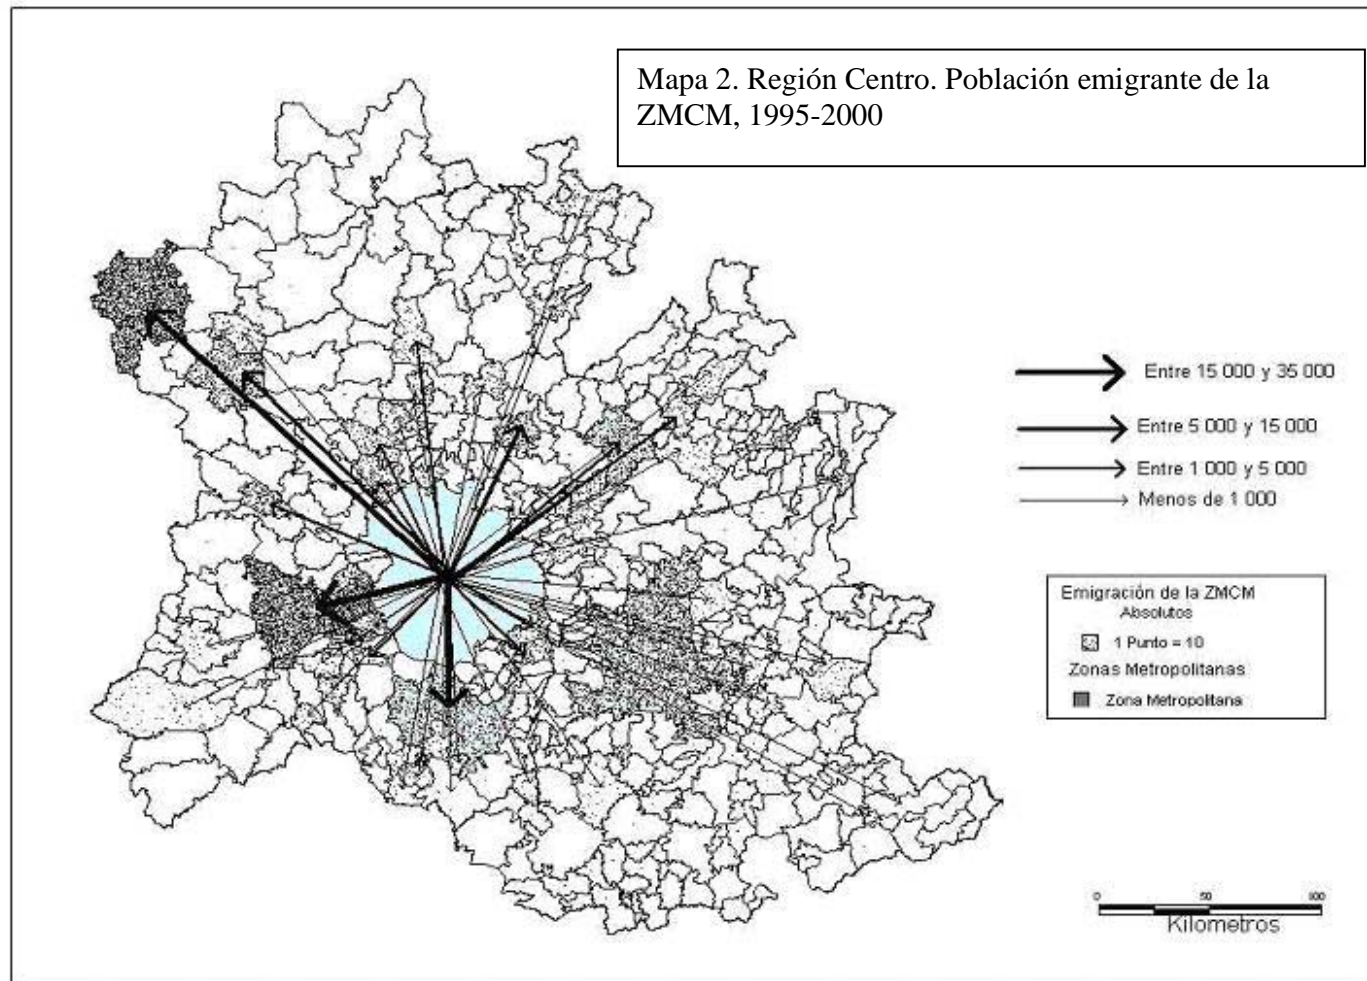 Mapa 2. Región Centro. Población emigrante de la
ZMCM, 1995-2000
Entre 15 000 y 35 000
Entre 5 000 y 15 000
Entre 1 000 y 5 000
Menos de 1 000
Emigración de la ZMCM
Absolutos
1 Punto = 10
Zonas Metropolitanas
Zona Metropolitana
0 50 100
Kilometros